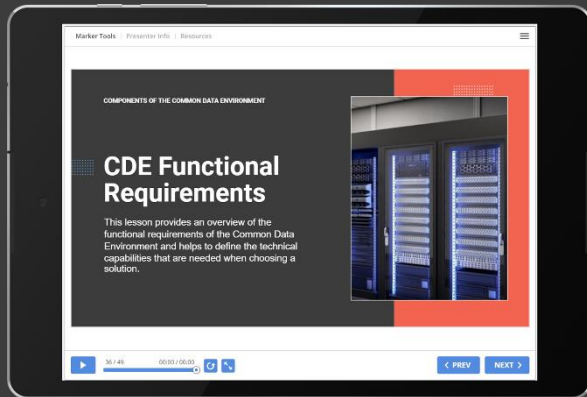 Marker Tools | Presenter Info | Resources
COMPONENTS OF THE COMMON DATA ENVIRONMENT
CDE Functional
Requirements
This lesson provides an overview of the
functional requirements of the Common Data
Environment and helps to define the technical
capabilities that are needed when choosing a
solution.
36 / 49 00:03 / 00:03
< PREV NEXT >